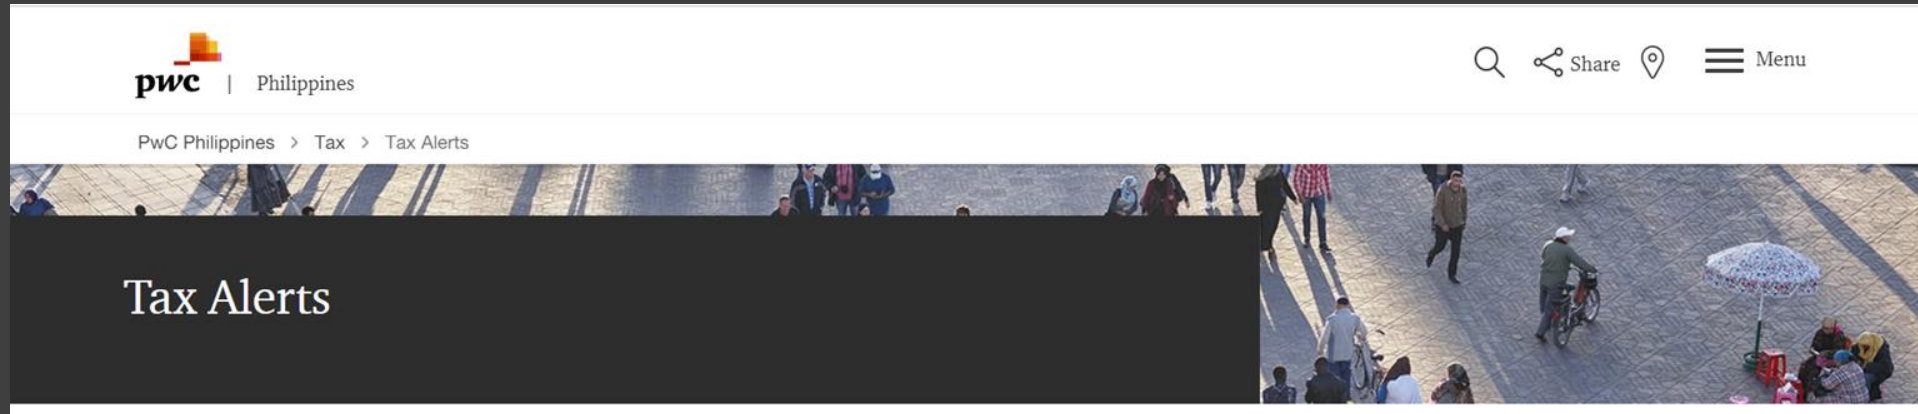 pwc | Philippines
Share
Menu
PwC Philippines > Tax > Tax Alerts
Tax Alerts